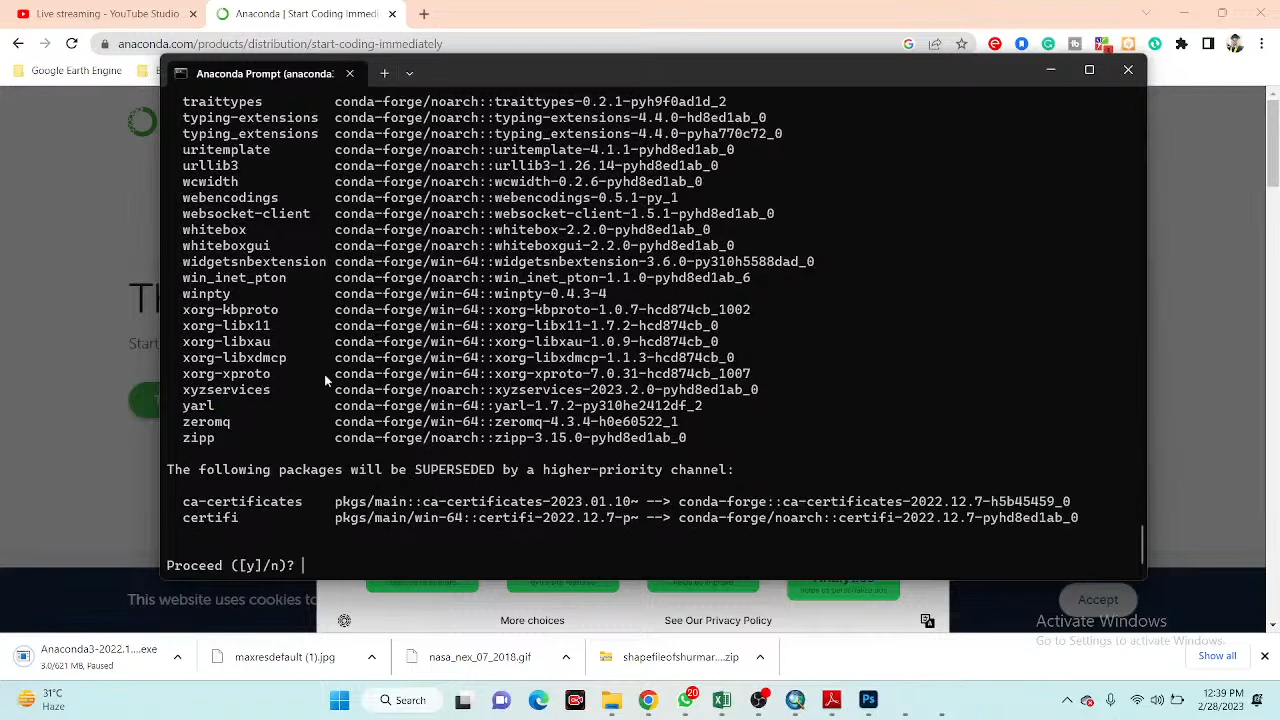 Live streaming - YouTube Studio
Anaconda | Start Coding Immedi
anaconda.com/products/distribution/start-coding-immediately
Google Earth Engine
Anaconda Prompt (anaconda:
traittypes conda-forge/noarch::traittypes-0.2.1-pyh9f0ad1d_2
typing-extensions conda-forge/noarch::typing-extensions-4.4.0-hd8ed1ab_0
typing_extensions conda-forge/noarch::typing_extensions-4.4.0-pyha770c72_0
uritemplate conda-forge/noarch::uritemplate-4.1.1-pyhd8ed1ab_0
urllib3 conda-forge/noarch::urllib3-1.26.14-pyhd8ed1ab_0
wcwidth conda-forge/noarch::wcwidth-0.2.6-pyhd8ed1ab_0
webencodings conda-forge/noarch::webencodings-0.5.1-py_1
websocket-client conda-forge/noarch::websocket-client-1.5.1-pyhd8ed1ab_0
whitebox conda-forge/noarch::whitebox-2.2.0-pyhd8ed1ab_0
whiteboxgui conda-forge/noarch::whiteboxgui-2.2.0-pyhd8ed1ab_0
widgetsnbextension conda-forge/win-64::widgetsnbextension-3.6.0-py310h5588dad_0
win_inet_pton conda-forge/noarch::win_inet_pton-1.1.0-pyhd8ed1ab_6
winpty conda-forge/win-64::winpty-0.4.3-4
xorg-kbproto conda-forge/win-64::xorg-kbproto-1.0.7-hcd874cb_1002
xorg-libx11 conda-forge/win-64::xorg-libx11-1.7.2-hcd874cb_0
xorg-libxau conda-forge/win-64::xorg-libxau-1.0.9-hcd874cb_0
xorg-libxdmcp conda-forge/win-64::xorg-libxdmcp-1.1.3-hcd874cb_0
xorg-xproto conda-forge/win-64::xorg-xproto-7.0.31-hcd874cb_1007
xyzservices conda-forge/noarch::xyzservices-2023.2.0-pyhd8ed1ab_0
yarl conda-forge/win-64::yarl-1.7.2-py310he2412df_2
zeromq conda-forge/win-64::zeromq-4.3.4-h0e60522_1
zipp conda-forge/noarch::zipp-3.15.0-pyhd8ed1ab_0
The following packages will be SUPERSEDED by a higher-priority channel:
ca-certificates pkgs/main::ca-certificates-2023.01.10~ --> conda-forge::ca-certificates-2022.12.7-h5b45459_0
certifi pkgs/main/win-64::certifi-2022.12.7-p~ --> conda-forge/noarch::certifi-2022.12.7-pyhd8ed1ab_0
Proceed ([y]/n)?
Th
Start
This website uses cookies to
More choices
See Our Privacy Policy
Accept
Activate Windows
Go to Settings to activate Windows.
Anaconda3-2022.1....exe
3.0/621 MB, Paused
maxresdefault (1).jpg
nasa_nex_07_2018.gif
shapefileofshurmar....zip
Show all
31°C
Haze
Search
20
12:39 PM
2/28/2023